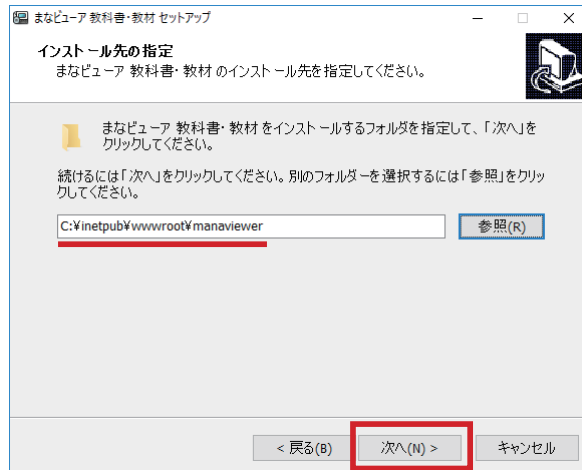 まなビューア 教科書・教材 セットアップ
インストール先の指定
まなビューア 教科書・教材 のインストール先を指定してください。
まなビューア 教科書・教材 をインストールするフォルダを指定して、「次へ」を
クリックしてください。
続けるには「次へ」をクリックしてください。別のフォルダーを選択するには「参照」をクリッ
クしてください。
C:¥inetpub¥wwwroot¥manaviewer
参照(R)
< 戻る(B)
次へ(N) >
キャンセル